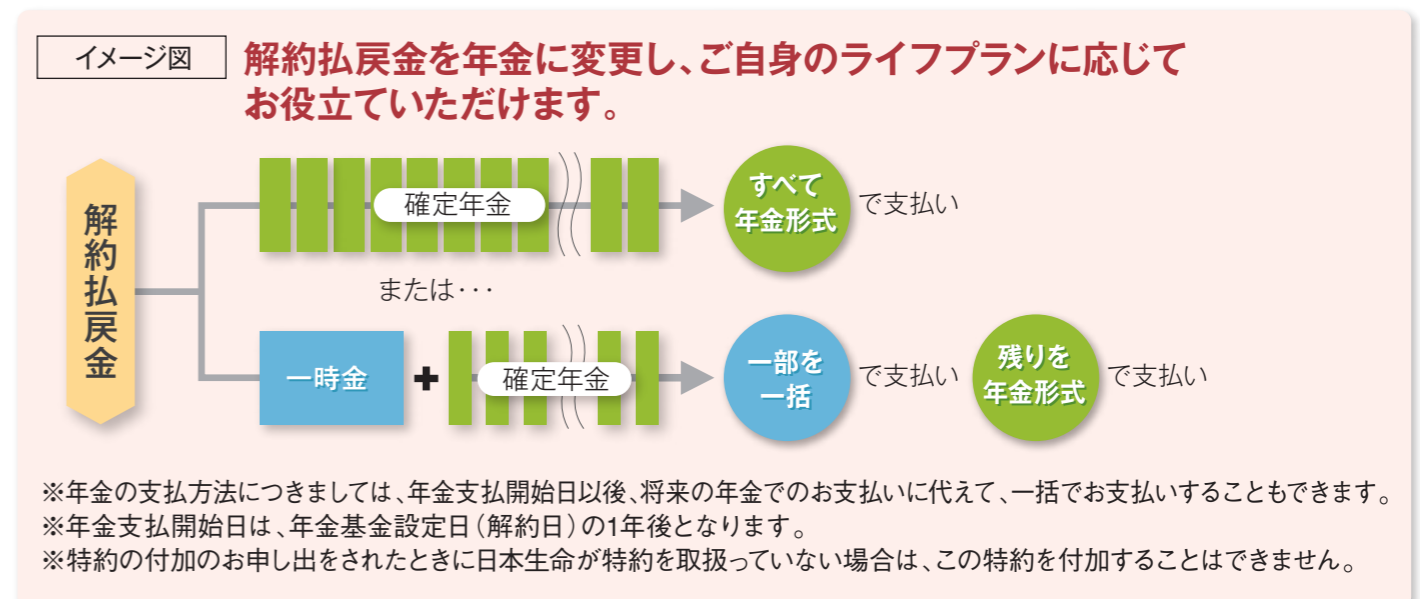 イメージ図
解約払戻金を年金に変更し、ご自身のライフプランに応じて
お役立ていただけます。
解約払戻金
確定年金
すべて
年金形式
で支払い
または・・・
一時金
+
確定年金
一部を
一括
で支払い
残りを
年金形式
で支払い
※年金の支払方法につきましては、年金支払開始日以後、将来の年金でのお支払いに代えて、一括でお支払いすることもできます。
※年金支払開始日は、年金基金設定日（解約日）の1年後となります。
※特約の付加のお申し出をされたときに日本生命が特約を取扱っていない場合は、この特約を付加することはできません。